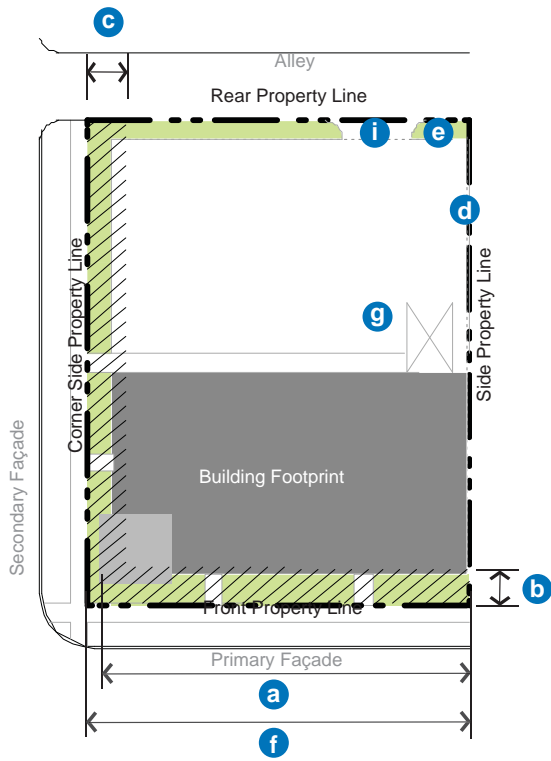 c
Alley
Rear Property Line
i
e
d
Corner Side Property Line
Side Property Line
g
Secondary Façade
Building Footprint
b
Front Property Line
Primary Façade
a
f